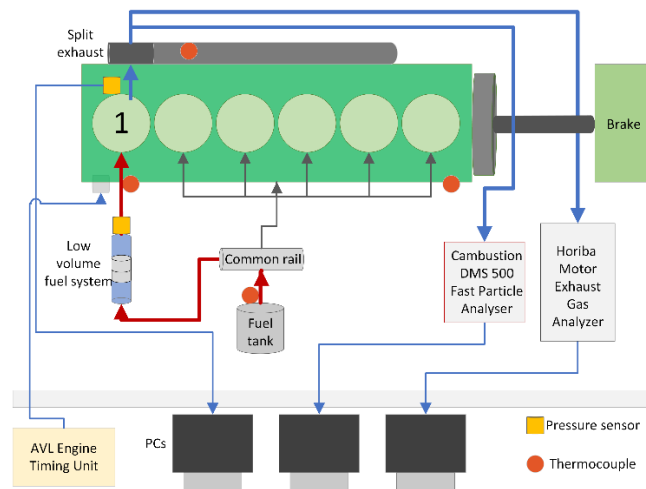 Split
exhaust
1
Brake
Low
volume
fuel system
Common rail
Fuel
tank
Cambustion
DMS 500
Fast Particle
Analyser
Horiba
Motor
Exhaust
Gas
Analyzer
AVL Engine
Timing Unit
PCs
Pressure sensor
Thermocouple